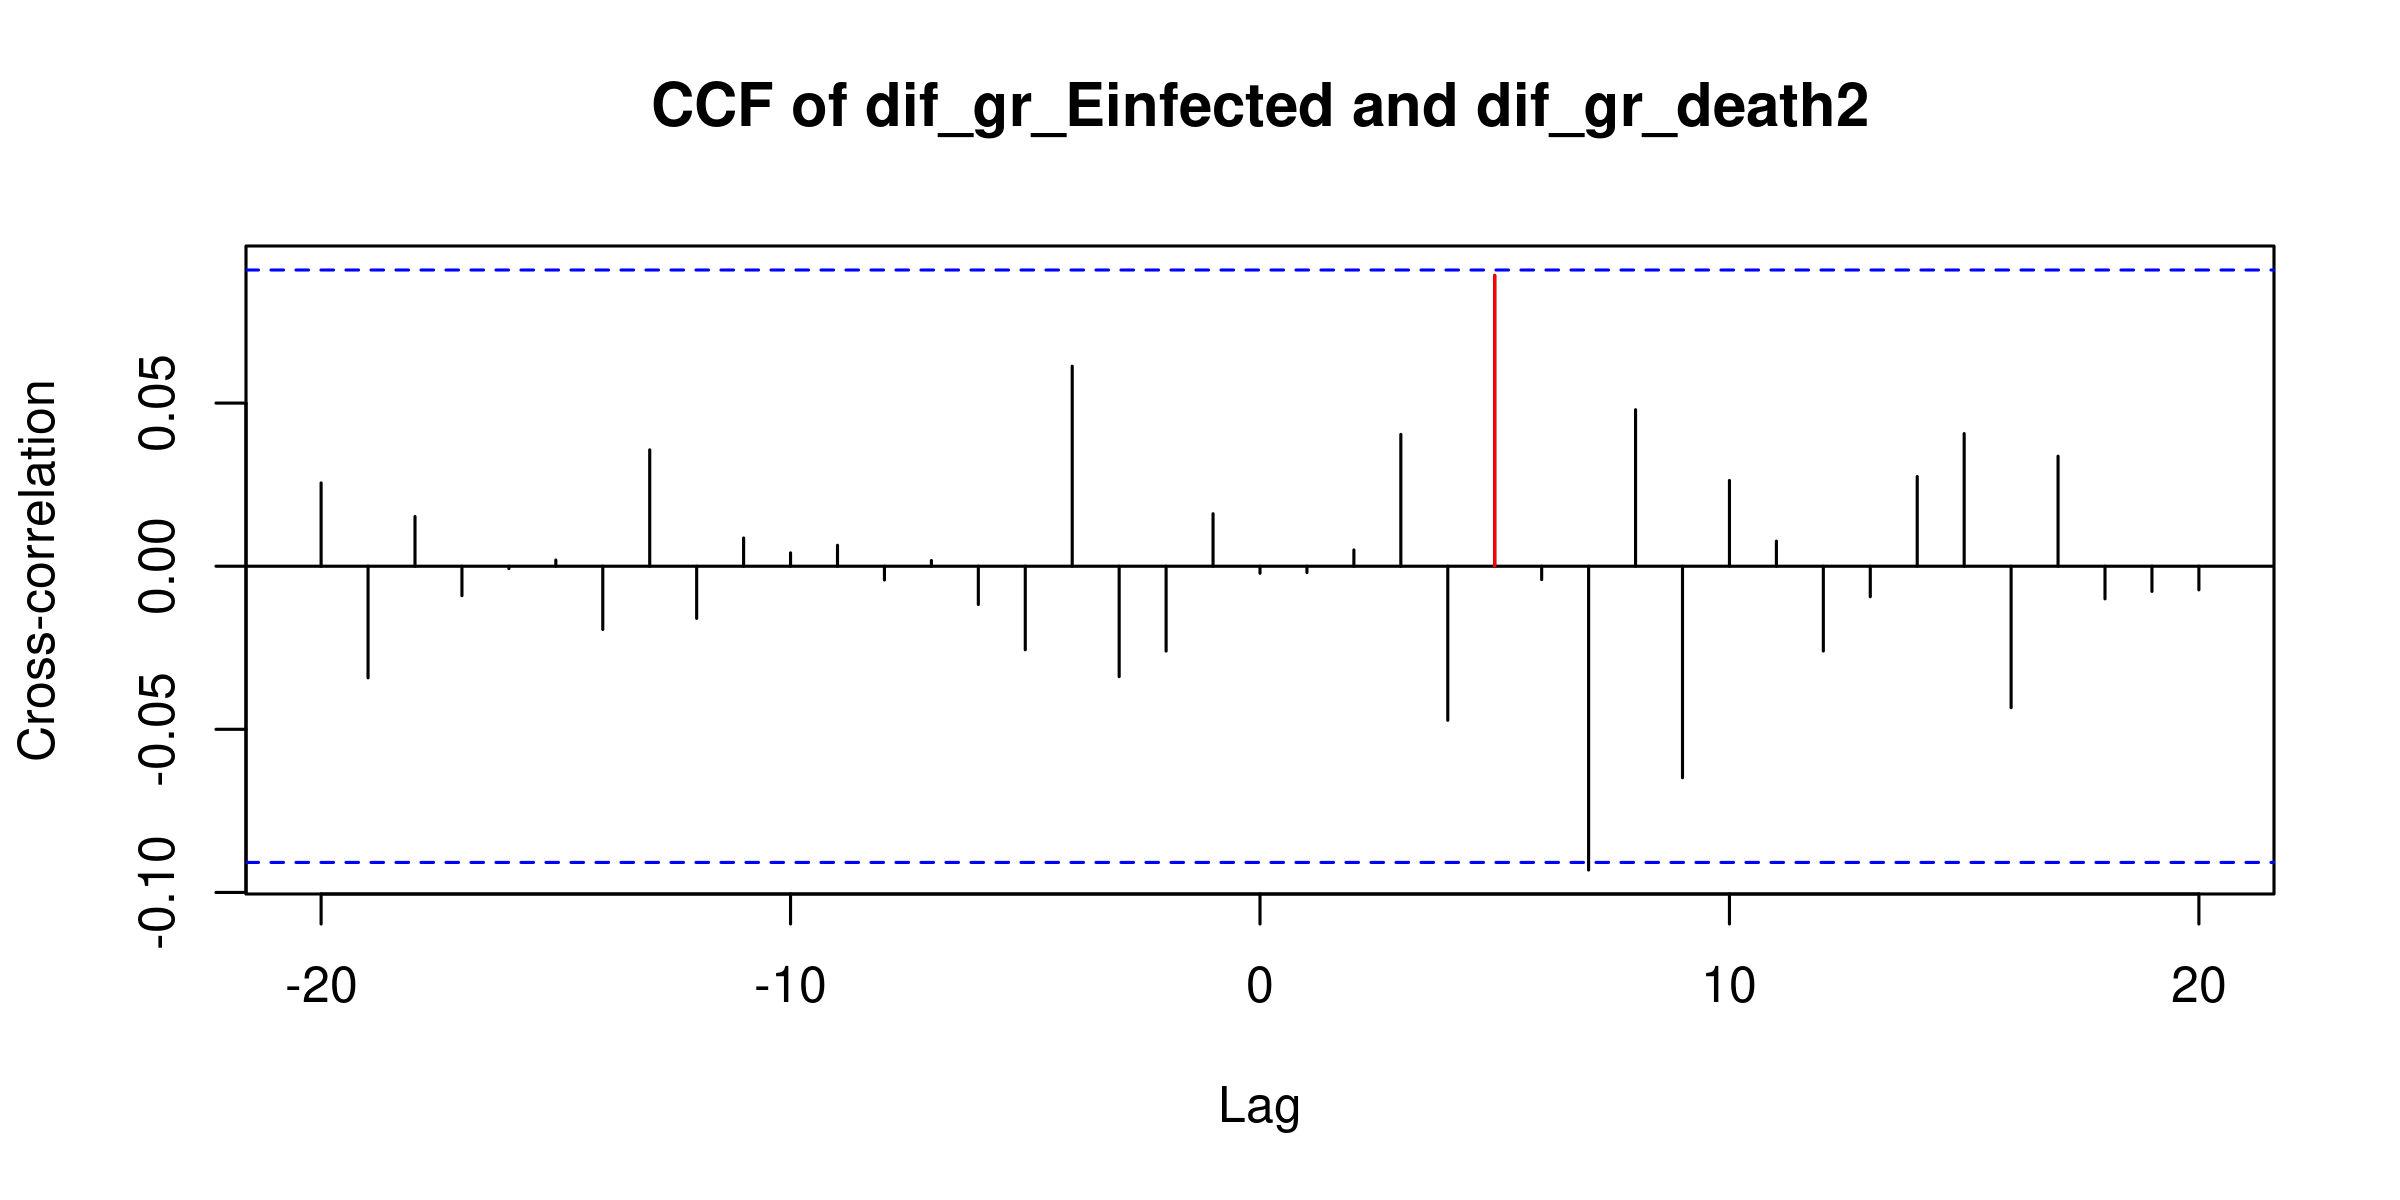 CCF of dif_gr_Einfected and dif_gr_death2
Cross-correlation
0.05
0.00
-0.05
-0.10
-20 -10 0 10 20
Lag